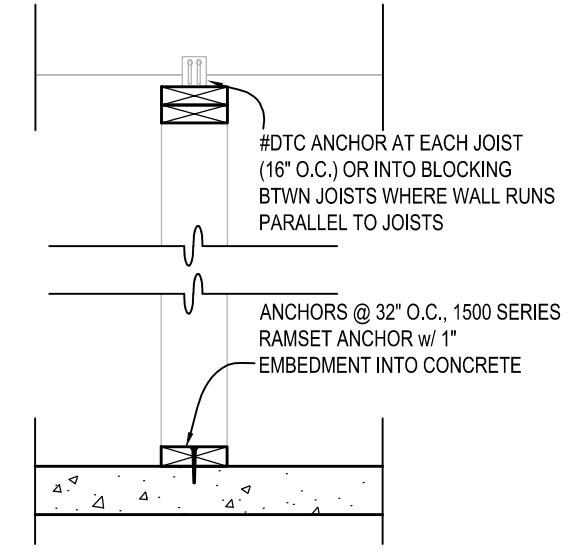 #DTC ANCHOR AT EACH JOIST
(16" O.C.) OR INTO BLOCKING
BTWN JOISTS WHERE WALL RUNS
PARALLEL TO JOISTS
ANCHORS @ 32" O.C., 1500 SERIES
RAMSET ANCHOR w/ 1"
EMBEDMENT INTO CONCRETE